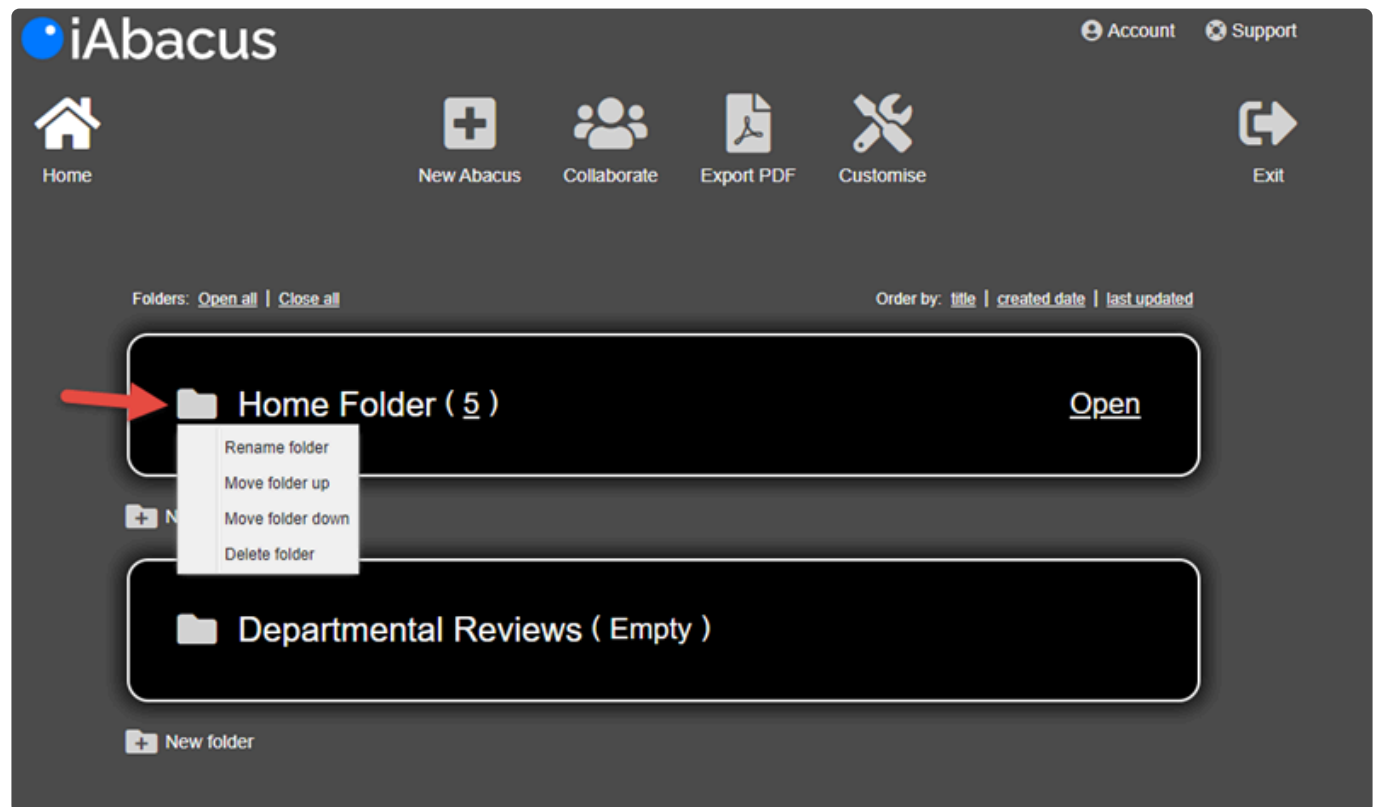 iAbacus
Account Support
Home New Abacus Collaborate Export PDF Customise Exit
Folders: Open all | Close all Order by: title | created date | last updated
Home Folder ( 5 ) Open
Rename folder
Move folder up
Move folder down
Delete folder
N
Departmental Reviews ( Empty )
New folder